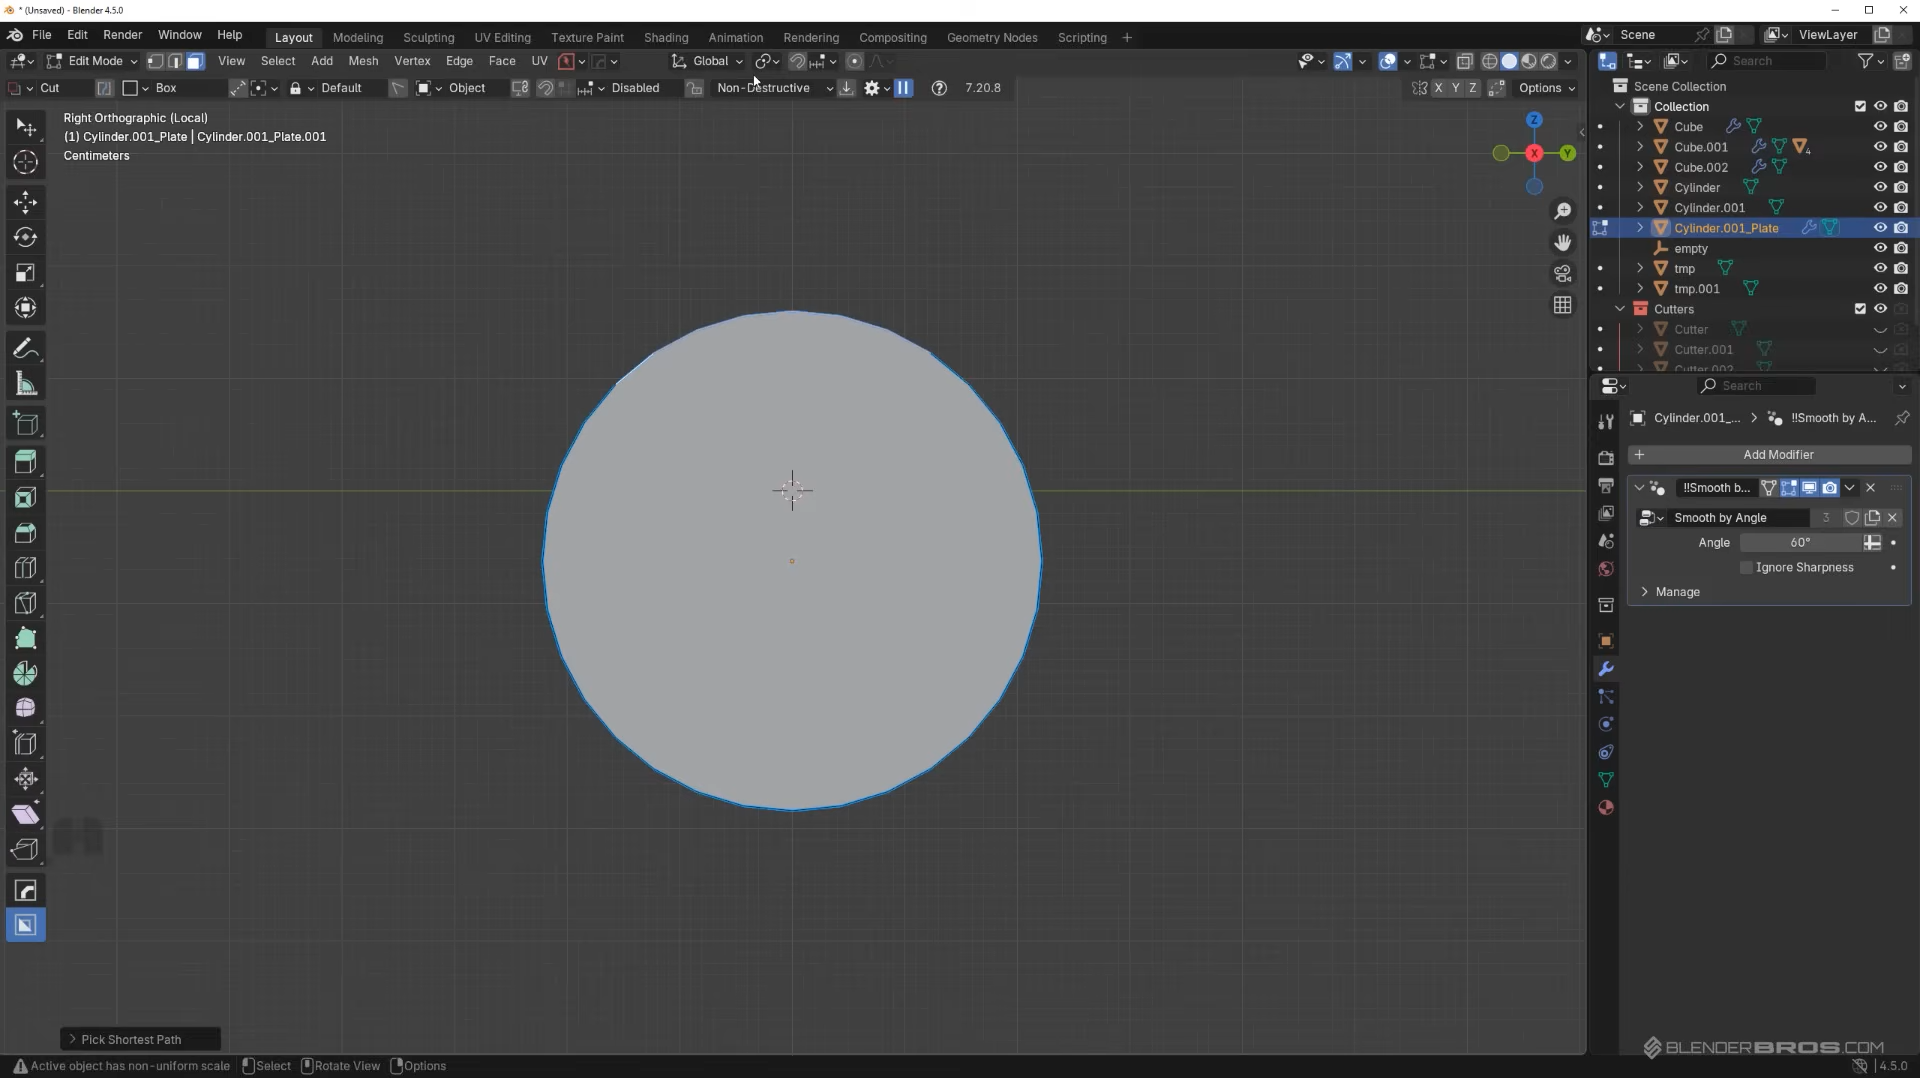 * (Unsaved) - Blender 4.5.0
File Edit Render Window Help Layout Modeling Sculpting UV Editing Texture Paint Shading Animation Rendering Compositing Geometry Nodes Scripting + Scene ViewLayer
Edit Mode View Select Add Mesh Vertex Edge Face UV Global Search
Cut Box Default Object Disabled Non-Destructive 7.20.8 X Y Z Options
Right Orthographic (Local)
(1) Cylinder.001_Plate | Cylinder.001_Plate.001
Centimeters
Z
X
Y
Scene Collection
Collection
Cube
Cube.001 4
Cube.002
Cylinder
Cylinder.001
Cylinder.001_Plate
empty
tmp
tmp.001
Cutters
Cutter
Cutter.001
Cutter.002
Search
Cylinder.001_... > !!Smooth by A...
+ Add Modifier
!!Smooth b...
Smooth by Angle 3
Angle 60°
Ignore Sharpness
Manage
Pick Shortest Path
Active object has non-uniform scale Select Rotate View Options
BLENDERBROS.COM
4.5.0